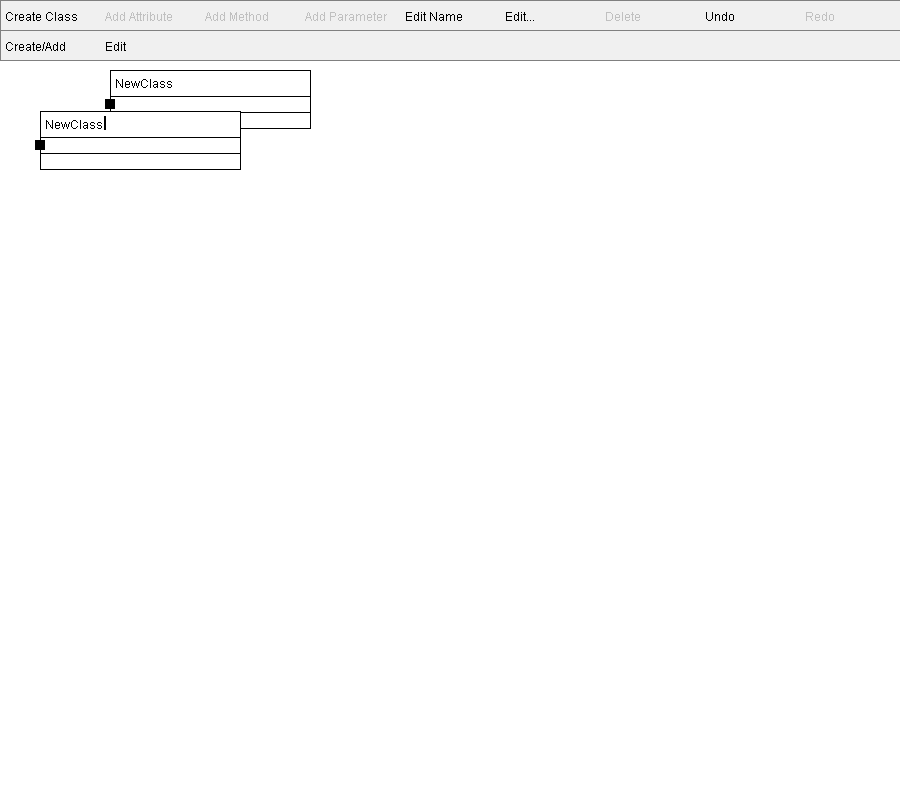 Create Class Add Attribute Add Method Add Parameter Edit Name Edit... Delete Undo Redo
Create/Add Edit
NewClass
NewClass